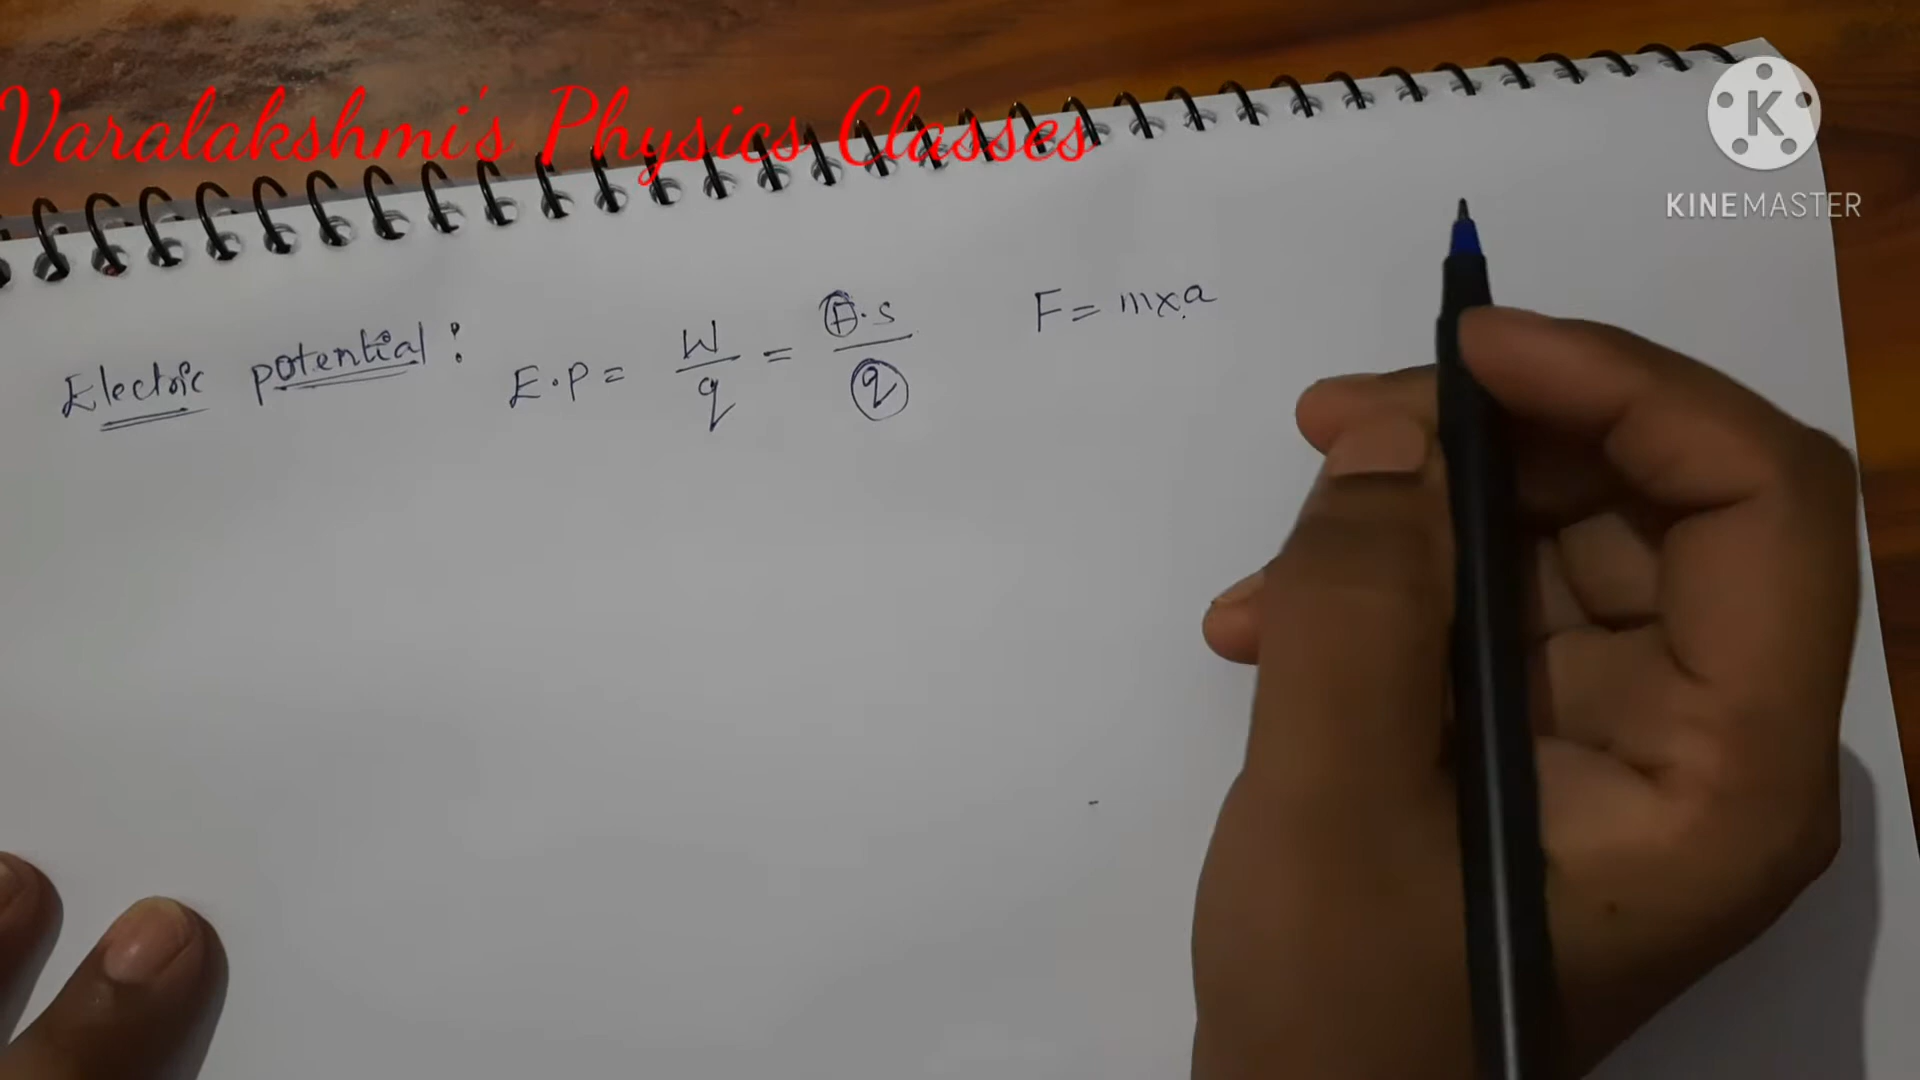 Varalakshmi's Physics Classes
K
KINEMASTER
Electric potential : E.P = W/q = F.s/q F = m×a